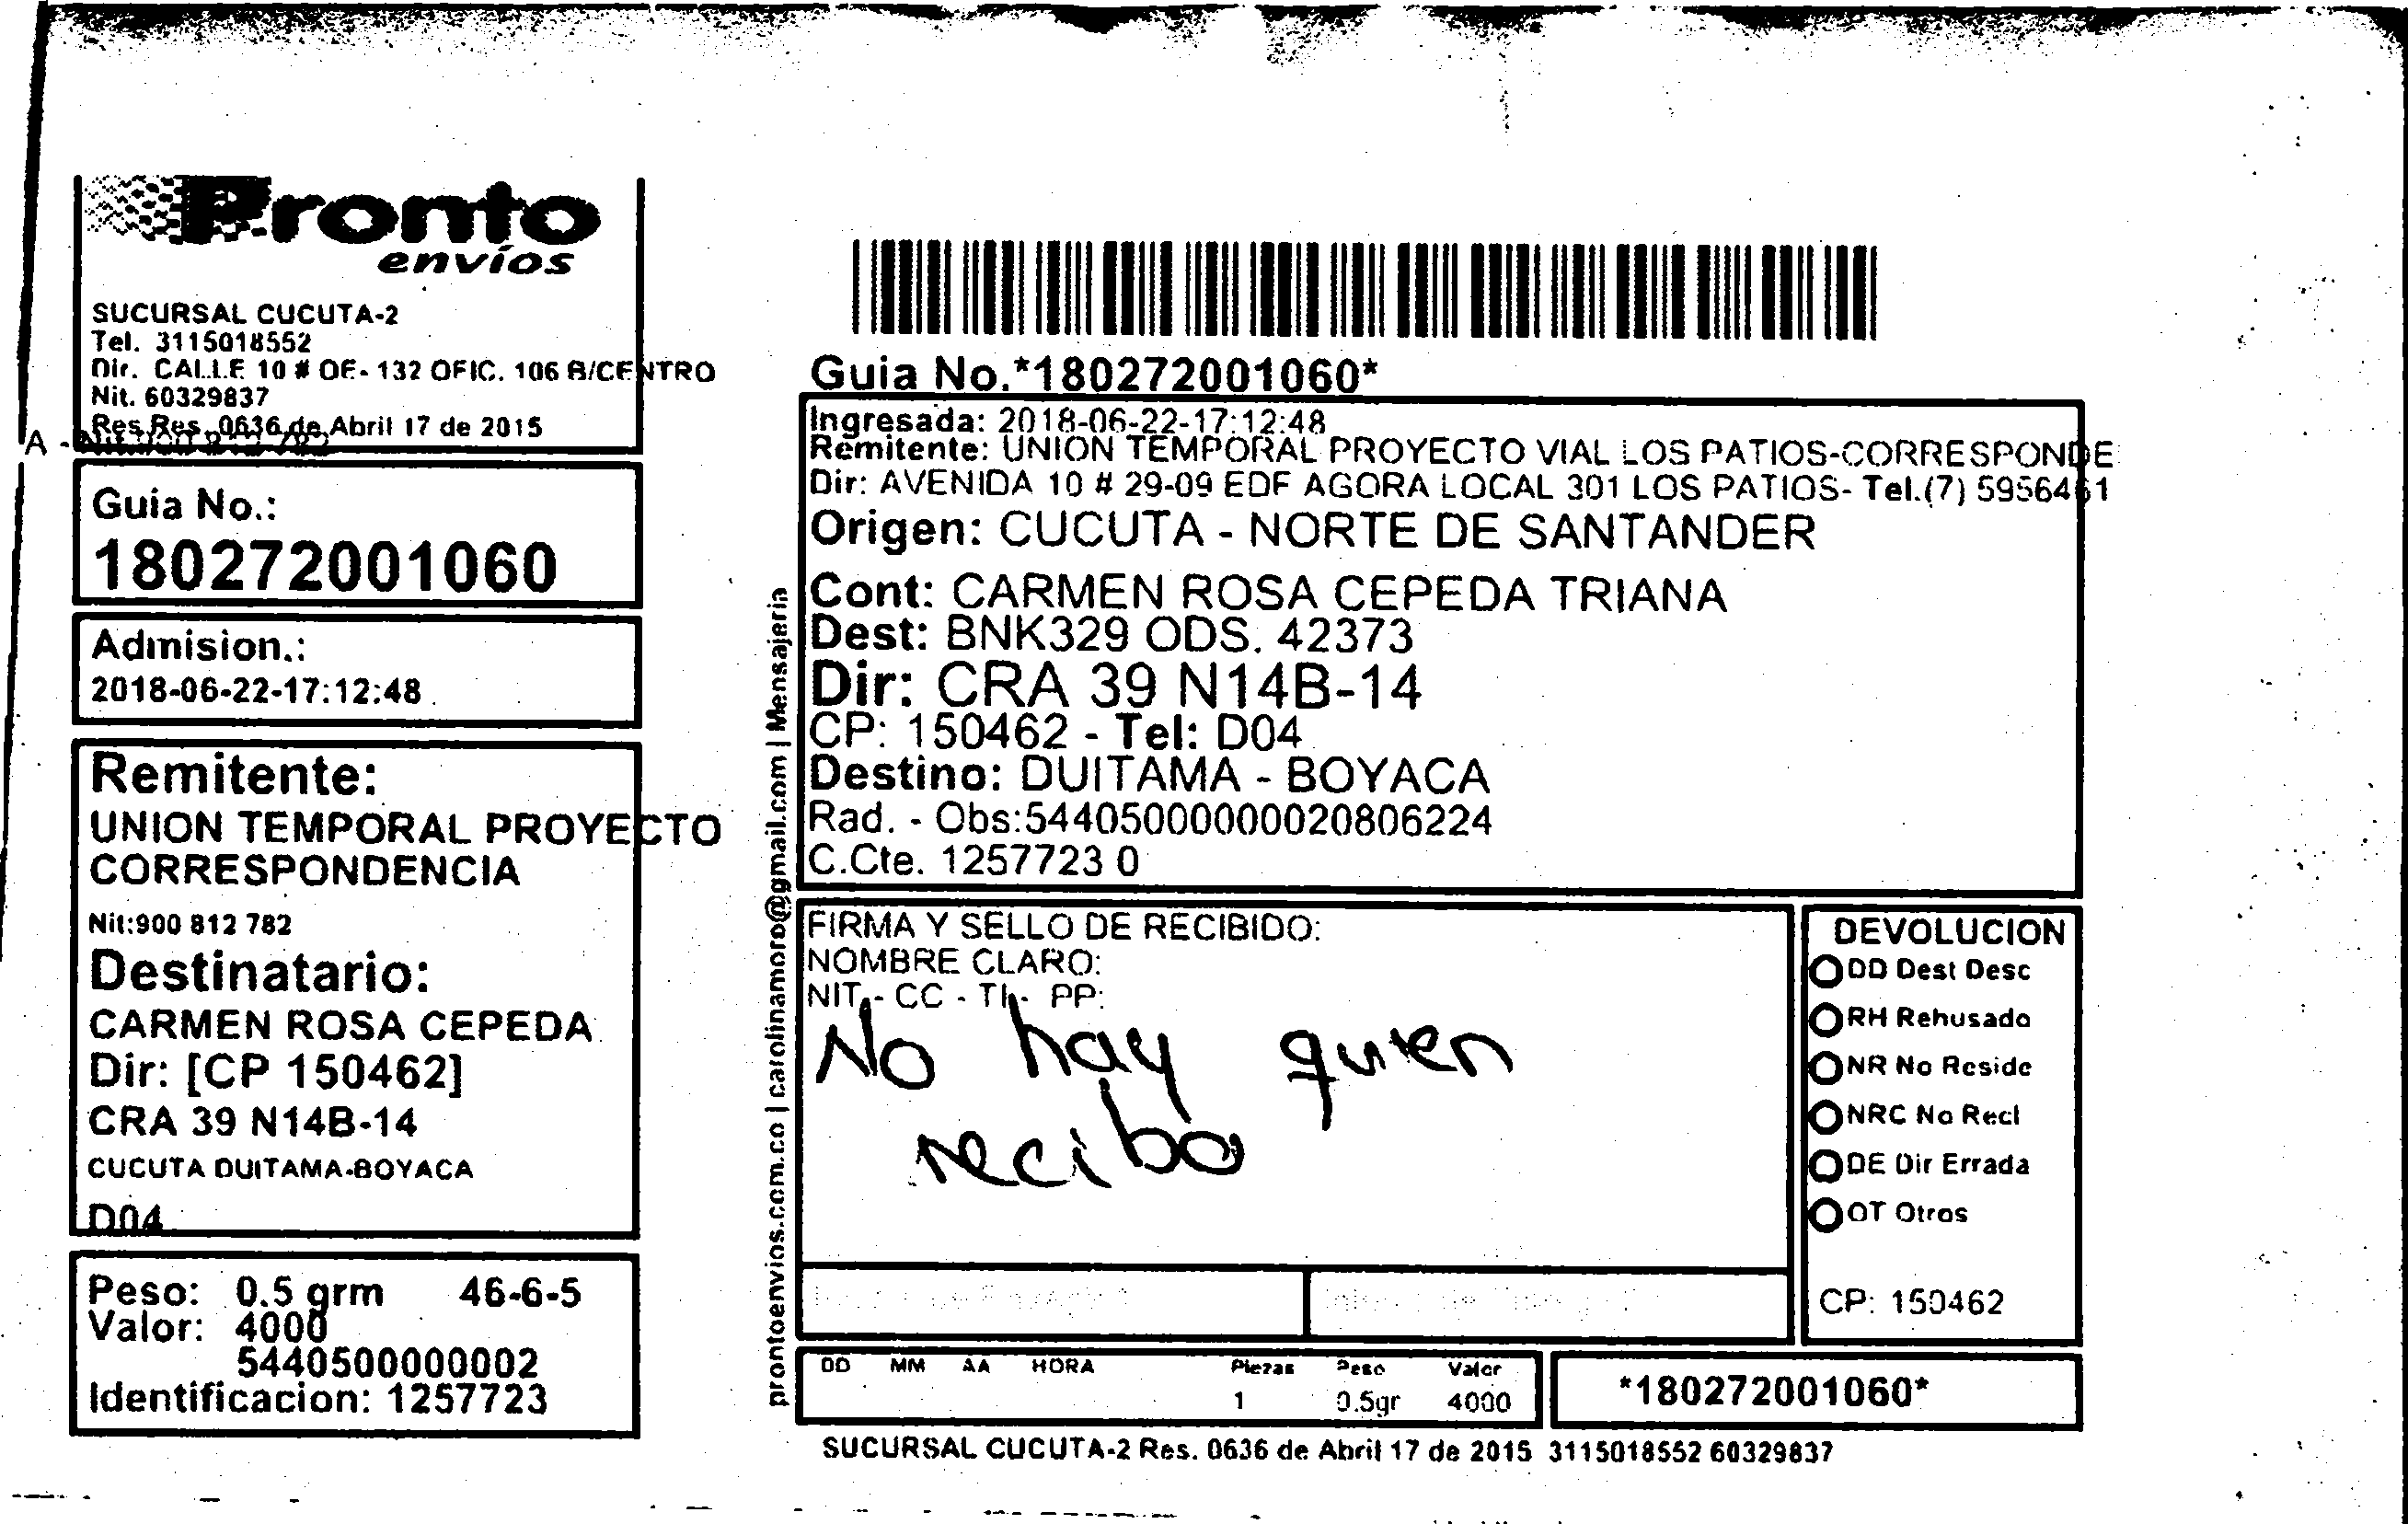 Pronto
envíos
SUCURSAL CUCUTA-2
Tel. 3115018552
Dir. CALLE 10 # OE- 132 OFIC. 106 B/CENTRO
Nit. 60329837
Res Res. 0636 de Abril 17 de 2015
Guia No.:
180272001060
Admision.:
2018-06-22-17:12:48
Remitente:
UNION TEMPORAL PROYECTO
CORRESPONDENCIA
Nit:900 812 782
Destinatario:
CARMEN ROSA CEPEDA
Dir: [CP 150462]
CRA 39 N14B-14
CUCUTA DUITAMA-BOYACA
D04
Peso: 0.5 grm 46-6-5
Valor: 4000
5440500000002
Identificacion: 1257723
prontoenvios.com.co | carolinamoro@gmail.com | Mensajeria
Guia No.*180272001060*
Ingresada: 2018-06-22-17:12:48
Remitente: UNION TEMPORAL PROYECTO VIAL LOS PATIOS-CORRESPONDE
Dir: AVENIDA 10 # 29-09 EDF AGORA LOCAL 301 LOS PATIOS- Tel.(7) 5956461
Origen: CUCUTA - NORTE DE SANTANDER
Cont: CARMEN ROSA CEPEDA TRIANA
Dest: BNK329 ODS. 42373
Dir: CRA 39 N14B-14
CP: 150462 - Tel: D04
Destino: DUITAMA - BOYACA
Rad. - Obs:544050000000020806224
C.Cte. 1257723 0
FIRMA Y SELLO DE RECIBIDO:
NOMBRE CLARO:
NIT - CC - TI - PP:
No hay quien
reciba
DEVOLUCION
DD Dest Desc
RH Rehusado
NR No Reside
NRC No Recl
DE Dir Errada
OT Otros
CP: 150462
DD MM AA HORA Piezas Peso Valor
1 0.5gr 4000
*180272001060*
SUCURSAL CUCUTA-2 Res. 0636 de Abril 17 de 2015 3115018552 60329837